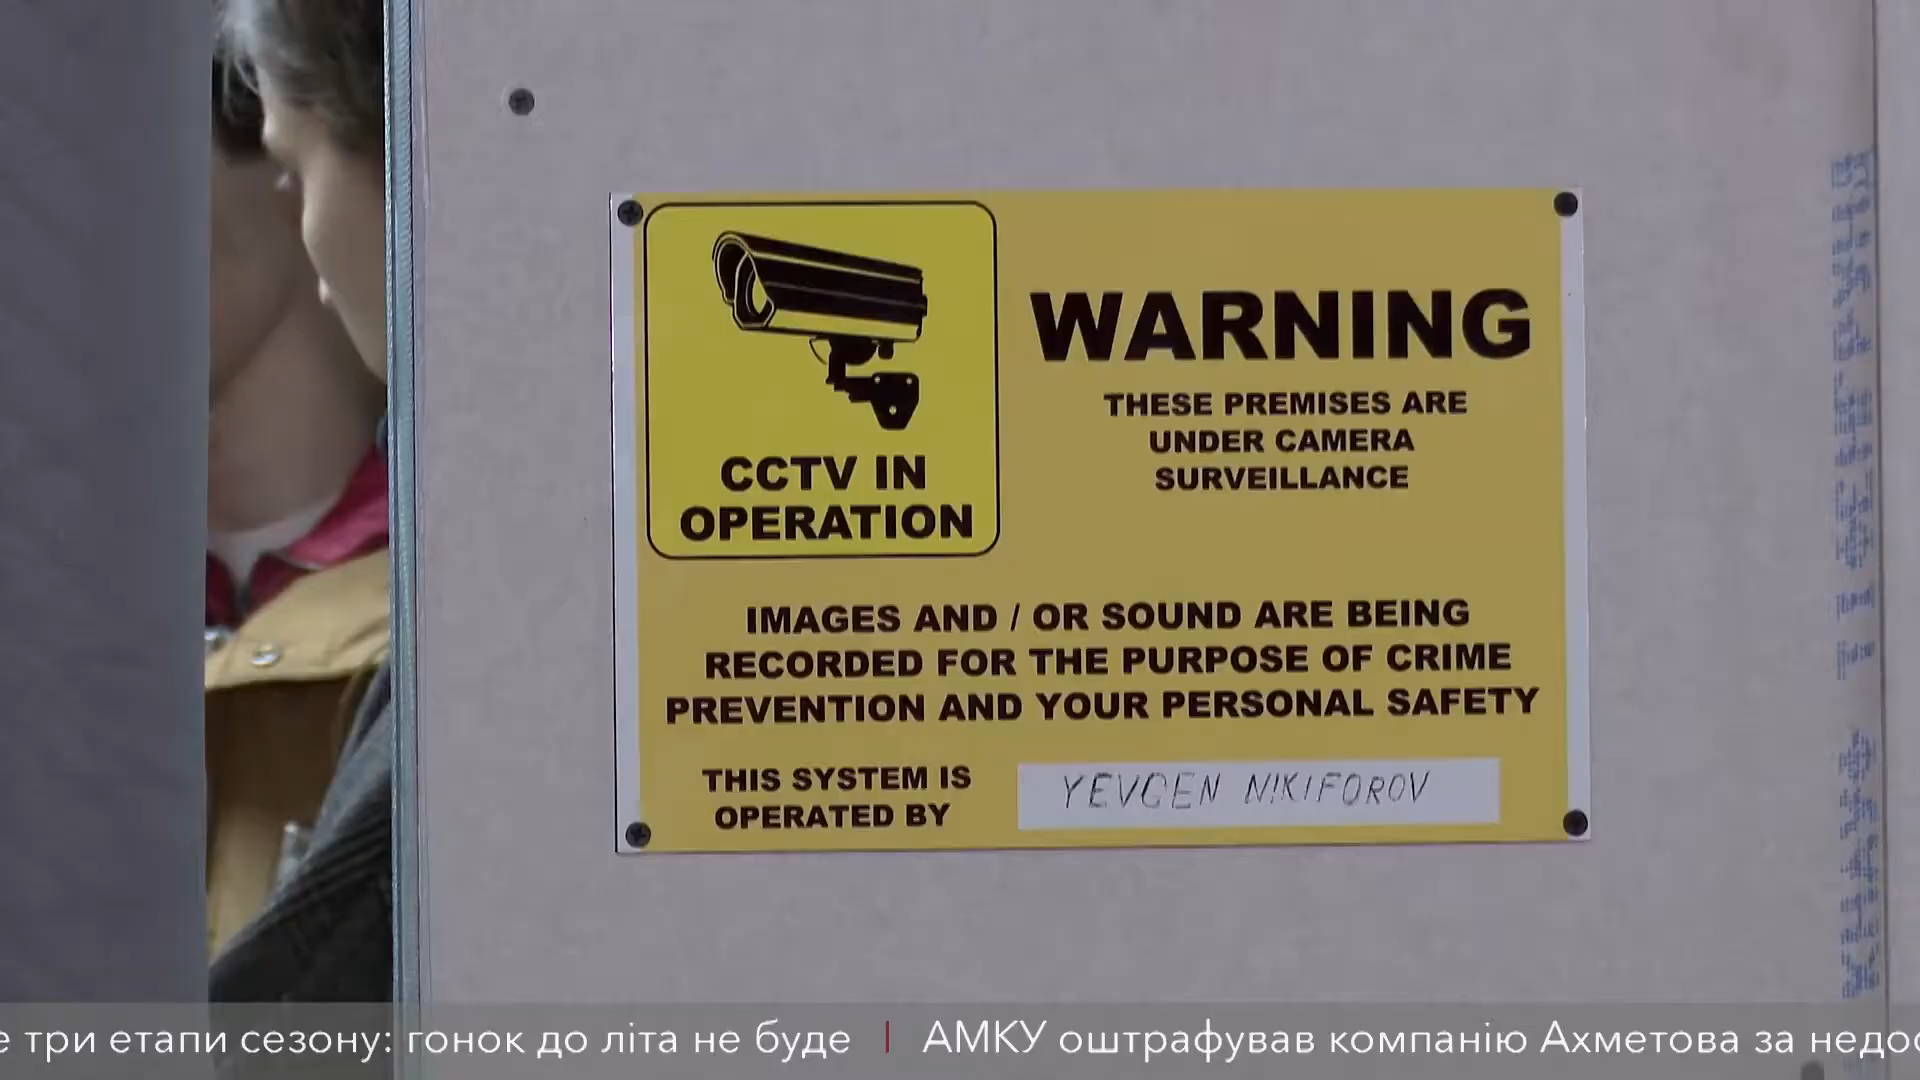 CCTV IN
OPERATION
WARNING
THESE PREMISES ARE
UNDER CAMERA
SURVEILLANCE
IMAGES AND / OR SOUND ARE BEING
RECORDED FOR THE PURPOSE OF CRIME
PREVENTION AND YOUR PERSONAL SAFETY
THIS SYSTEM IS
OPERATED BY
YEVGEN NIKIFOROV
три етапи сезону: гонок до літа не буде | АМКУ оштрафував компанію Ахметова за